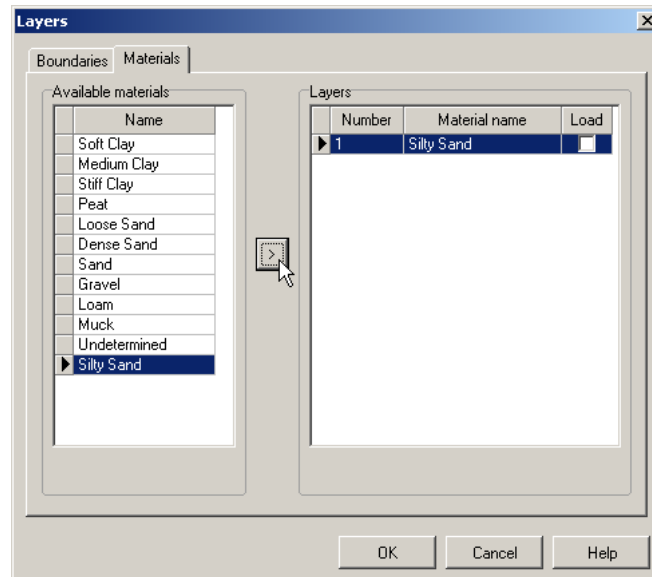 Layers
Boundaries Materials
Available materials
Name
Soft Clay
Medium Clay
Stiff Clay
Peat
Loose Sand
Dense Sand
Sand
Gravel
Loam
Muck
Undetermined
Silty Sand
>
Layers
Number Material name Load
1 Silty Sand
OK Cancel Help